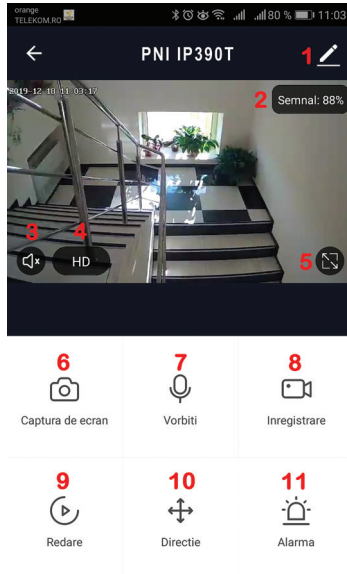 orange
TELEKOM.RO
80 % 11:03
PNI IP390T
1
2019-12-18 11:03:17
2
Semnal: 88%
3
4
HD
5
6
7
8
Captura de ecran
Vorbiti
Inregistrare
9
10
11
Redare
Directie
Alarma